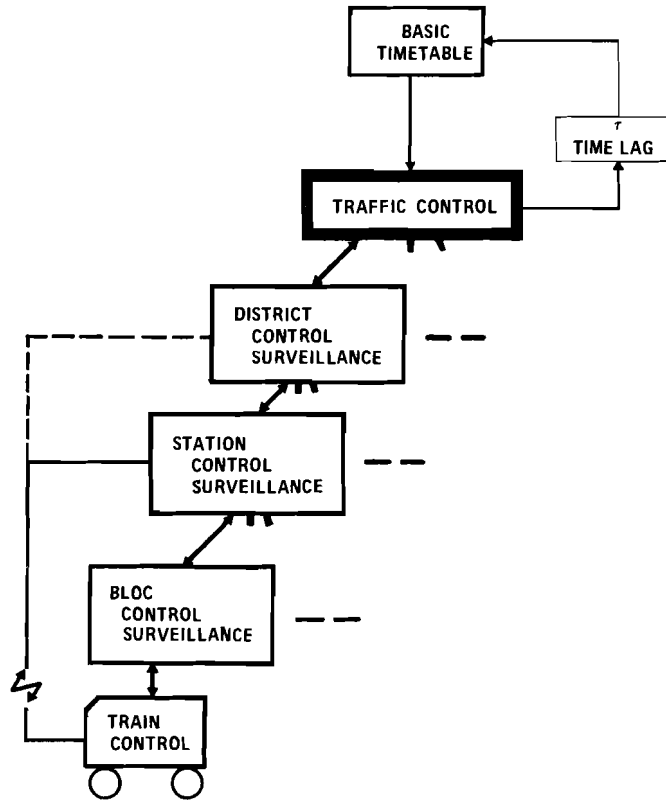 BASIC
TIMETABLE
τ
TIME LAG
TRAFFIC CONTROL
DISTRICT
CONTROL
SURVEILLANCE
STATION
CONTROL
SURVEILLANCE
BLOC
CONTROL
SURVEILLANCE
TRAIN
CONTROL